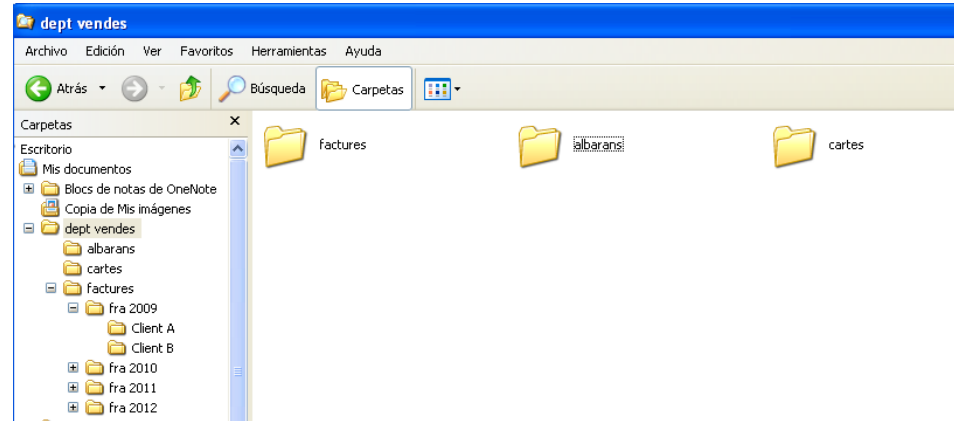 dept vendes
Archivo Edición Ver Favoritos Herramientas Ayuda
Atrás Búsqueda Carpetas
Carpetas
Escritorio
Mis documentos
Blocs de notas de OneNote
Copia de Mis imágenes
dept vendes
albarans
cartes
factures
fra 2009
Client A
Client B
fra 2010
fra 2011
fra 2012
factures albarans cartes